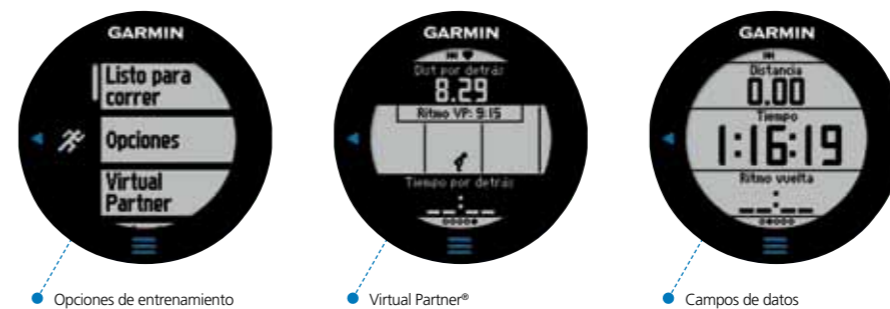 GARMIN
Listo para
correr
Opciones
Virtual
Partner
Opciones de entrenamiento
GARMIN
Dist por detrás
8.29
Ritmo VP: 9:15
Tiempo por detrás
_ _:_ _
Virtual Partner®
GARMIN
Distancia
0.00
Tiempo
1:16:19
Ritmo vuelta
_ _:_ _
Campos de datos